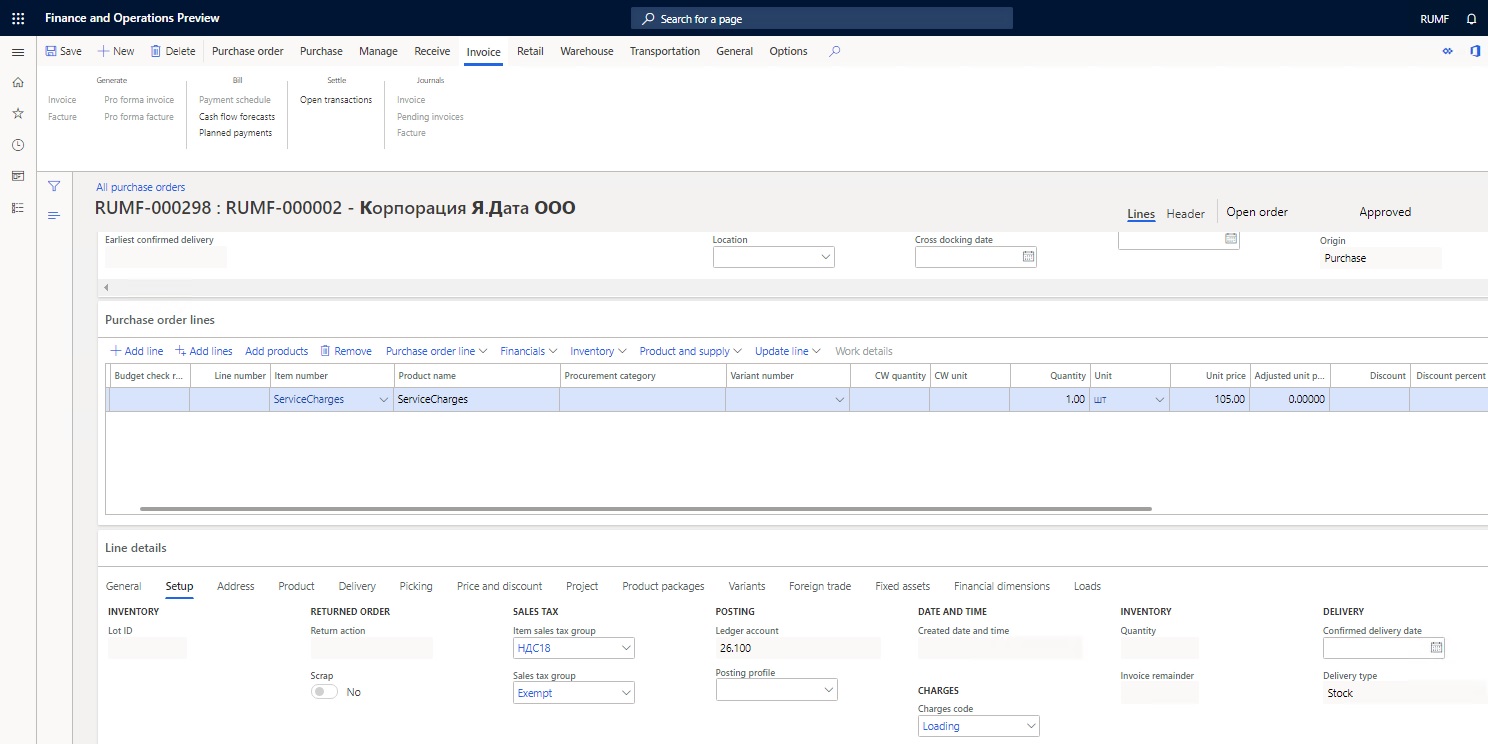 Finance and Operations Preview
Search for a page
RUMF
Save New Delete Purchase order Purchase Manage Receive Invoice Retail Warehouse Transportation General Options
Generate
Invoice Pro forma invoice
Facture Pro forma facture
Bill
Payment schedule
Cash flow forecasts
Planned payments
Settle
Open transactions
Journals
Invoice
Pending invoices
Facture
All purchase orders
RUMF-000298 : RUMF-000002 - Корпорация Я.Дата ООО
Lines Header Open order Approved
Earliest confirmed delivery Location Cross docking date Origin
Purchase
Purchase order lines
Add line Add lines Add products Remove Purchase order line Financials Inventory Product and supply Update line Work details
Budget check r... Line number Item number Product name Procurement category Variant number CW quantity CW unit Quantity Unit Unit price Adjusted unit p... Discount Discount percent
ServiceCharges ServiceCharges 1.00 шт 105.00 0.00000
Line details
General Setup Address Product Delivery Picking Price and discount Project Product packages Variants Foreign trade Fixed assets Financial dimensions Loads
INVENTORY
Lot ID
RETURNED ORDER
Return action
Scrap
No
SALES TAX
Item sales tax group
НДС18
Sales tax group
Exempt
POSTING
Ledger account
26.100
Posting profile
DATE AND TIME
Created date and time
CHARGES
Charges code
Loading
INVENTORY
Quantity
Invoice remainder
DELIVERY
Confirmed delivery date
Delivery type
Stock